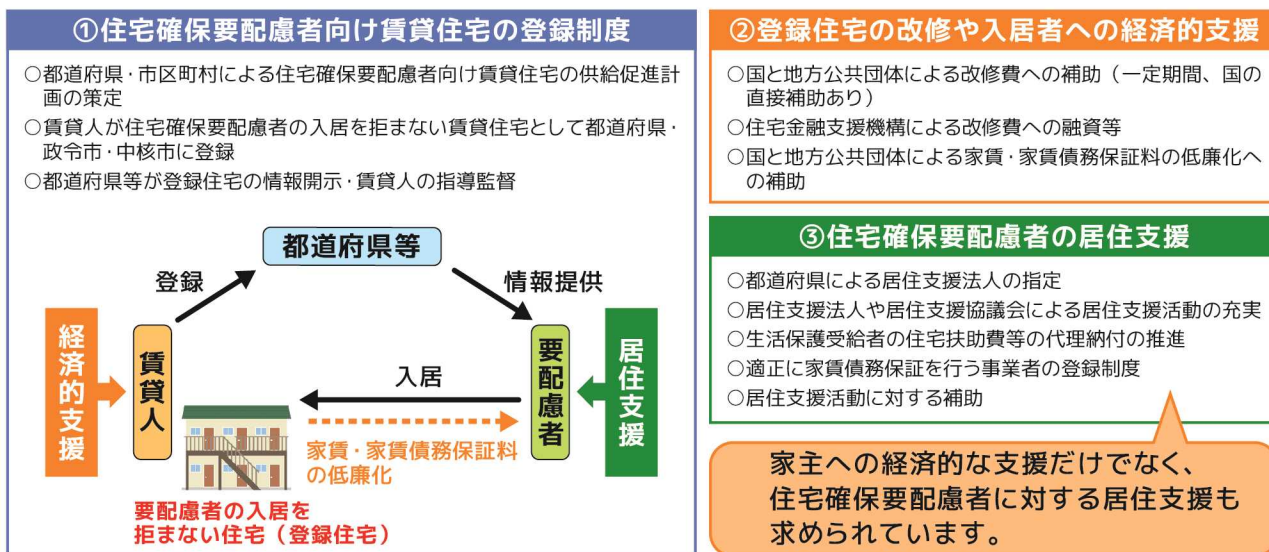 ①住宅確保要配慮者向け賃貸住宅の登録制度
○都道府県・市区町村による住宅確保要配慮者向け賃貸住宅の供給促進計
画の策定
○賃貸人が住宅確保要配慮者の入居を拒まない賃貸住宅として都道府県・
政令市・中核市に登録
○都道府県等が登録住宅の情報開示・賃貸人の指導監督
都道府県等
登録
情報提供
経済的支援
賃貸人
入居
要配慮者
居住支援
家賃・家賃債務保証料
の低廉化
要配慮者の入居を
拒まない住宅（登録住宅）
②登録住宅の改修や入居者への経済的支援
○国と地方公共団体による改修費への補助（一定期間、国の
直接補助あり）
○住宅金融支援機構による改修費への融資等
○国と地方公共団体による家賃・家賃債務保証料の低廉化へ
の補助
③住宅確保要配慮者の居住支援
○都道府県による居住支援法人の指定
○居住支援法人や居住支援協議会による居住支援活動の充実
○生活保護受給者の住宅扶助費等の代理納付の推進
○適正に家賃債務保証を行う事業者の登録制度
○居住支援活動に対する補助
家主への経済的な支援だけでなく、
住宅確保要配慮者に対する居住支援も
求められています。